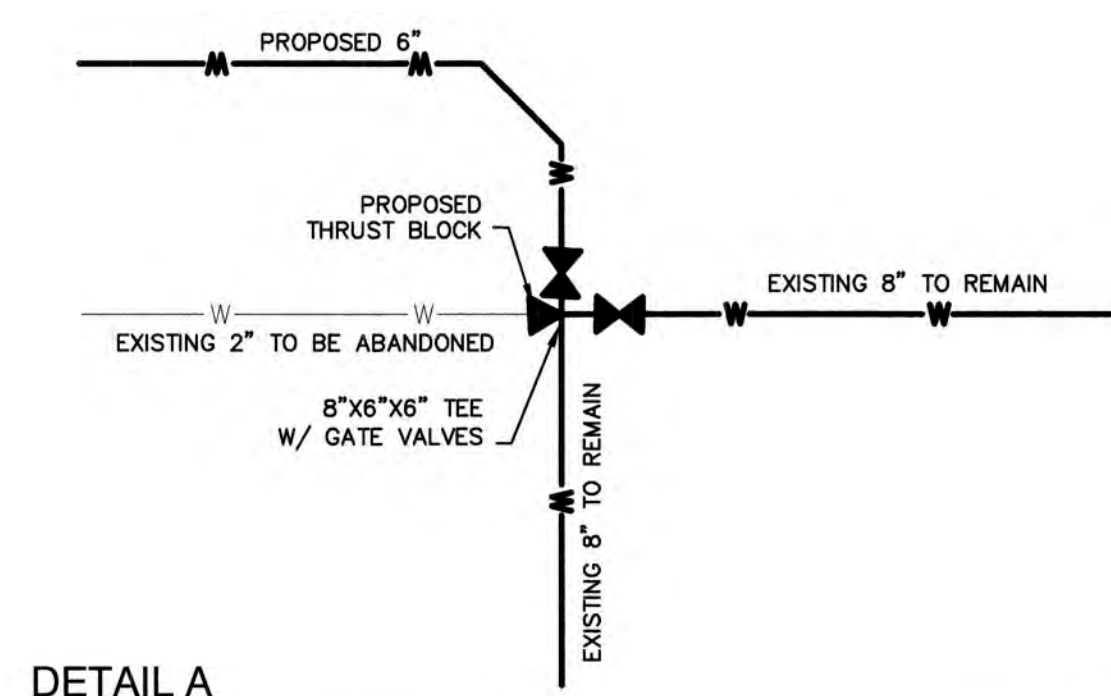 PROPOSED 6"
W W
W
PROPOSED
THRUST BLOCK
EXISTING 8" TO REMAIN
W W W W
EXISTING 2" TO BE ABANDONED
8"X6"X6" TEE
W/ GATE VALVES
EXISTING 8" TO REMAIN
W
DETAIL A